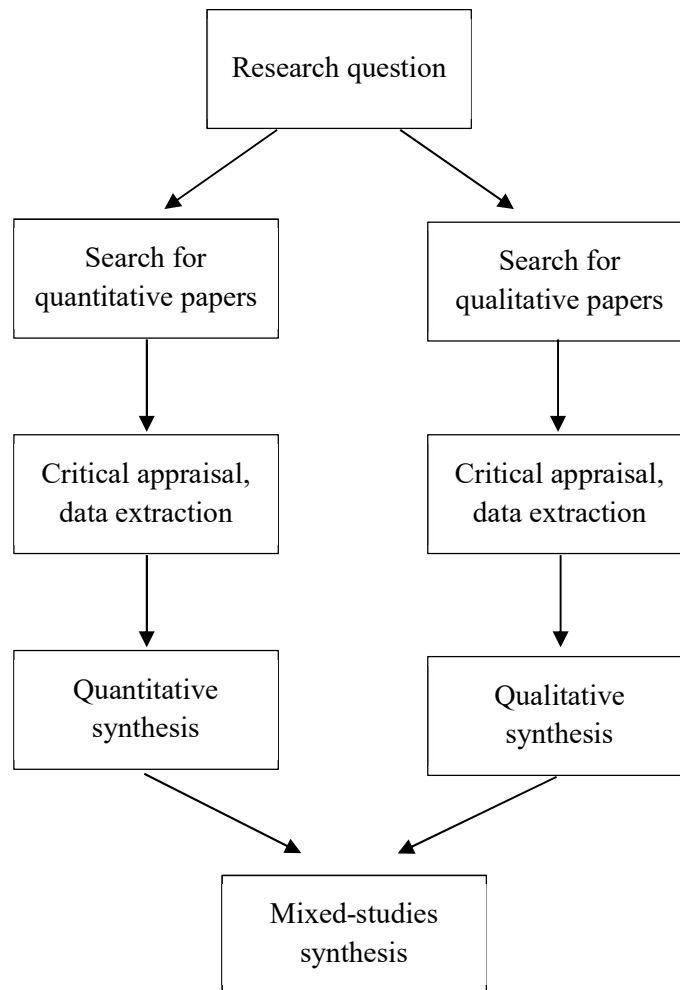 Research question
Search for
quantitative papers
Search for
qualitative papers
Critical appraisal,
data extraction
Critical appraisal,
data extraction
Quantitative
synthesis
Qualitative
synthesis
Mixed-studies
synthesis